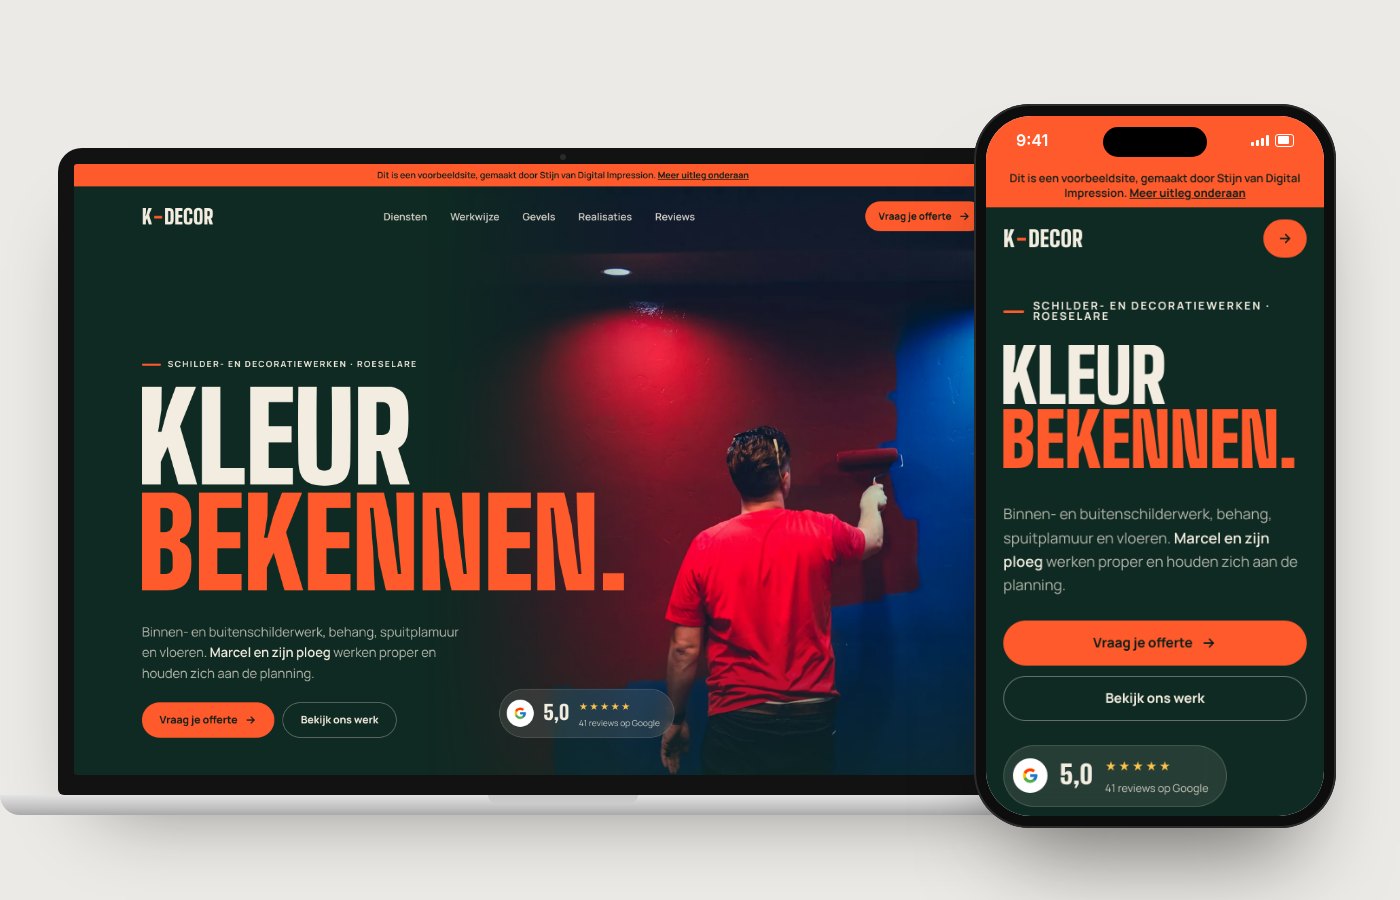 Dit is een voorbeeldsite, gemaakt door Stijn van Digital Impression. Meer uitleg onderaan
K-DECOR
Diensten Werkwijze Gevels Realisaties Reviews
Vraag je offerte →
SCHILDER- EN DECORATIEWERKEN · ROESELARE
KLEUR
BEKENNEN.
Binnen- en buitenschilderwerk, behang, spuitplamuur
en vloeren. Marcel en zijn ploeg werken proper en
houden zich aan de planning.
Vraag je offerte →
Bekijk ons werk
G 5,0 ★★★★★
41 reviews op Google
9:41
Dit is een voorbeeldsite, gemaakt door Stijn van Digital
Impression. Meer uitleg onderaan
K-DECOR
→
SCHILDER- EN DECORATIEWERKEN ·
ROESELARE
KLEUR
BEKENNEN.
Binnen- en buitenschilderwerk, behang,
spuitplamuur en vloeren. Marcel en zijn
ploeg werken proper en houden zich aan de
planning.
Vraag je offerte →
Bekijk ons werk
G 5,0 ★★★★★
41 reviews op Google